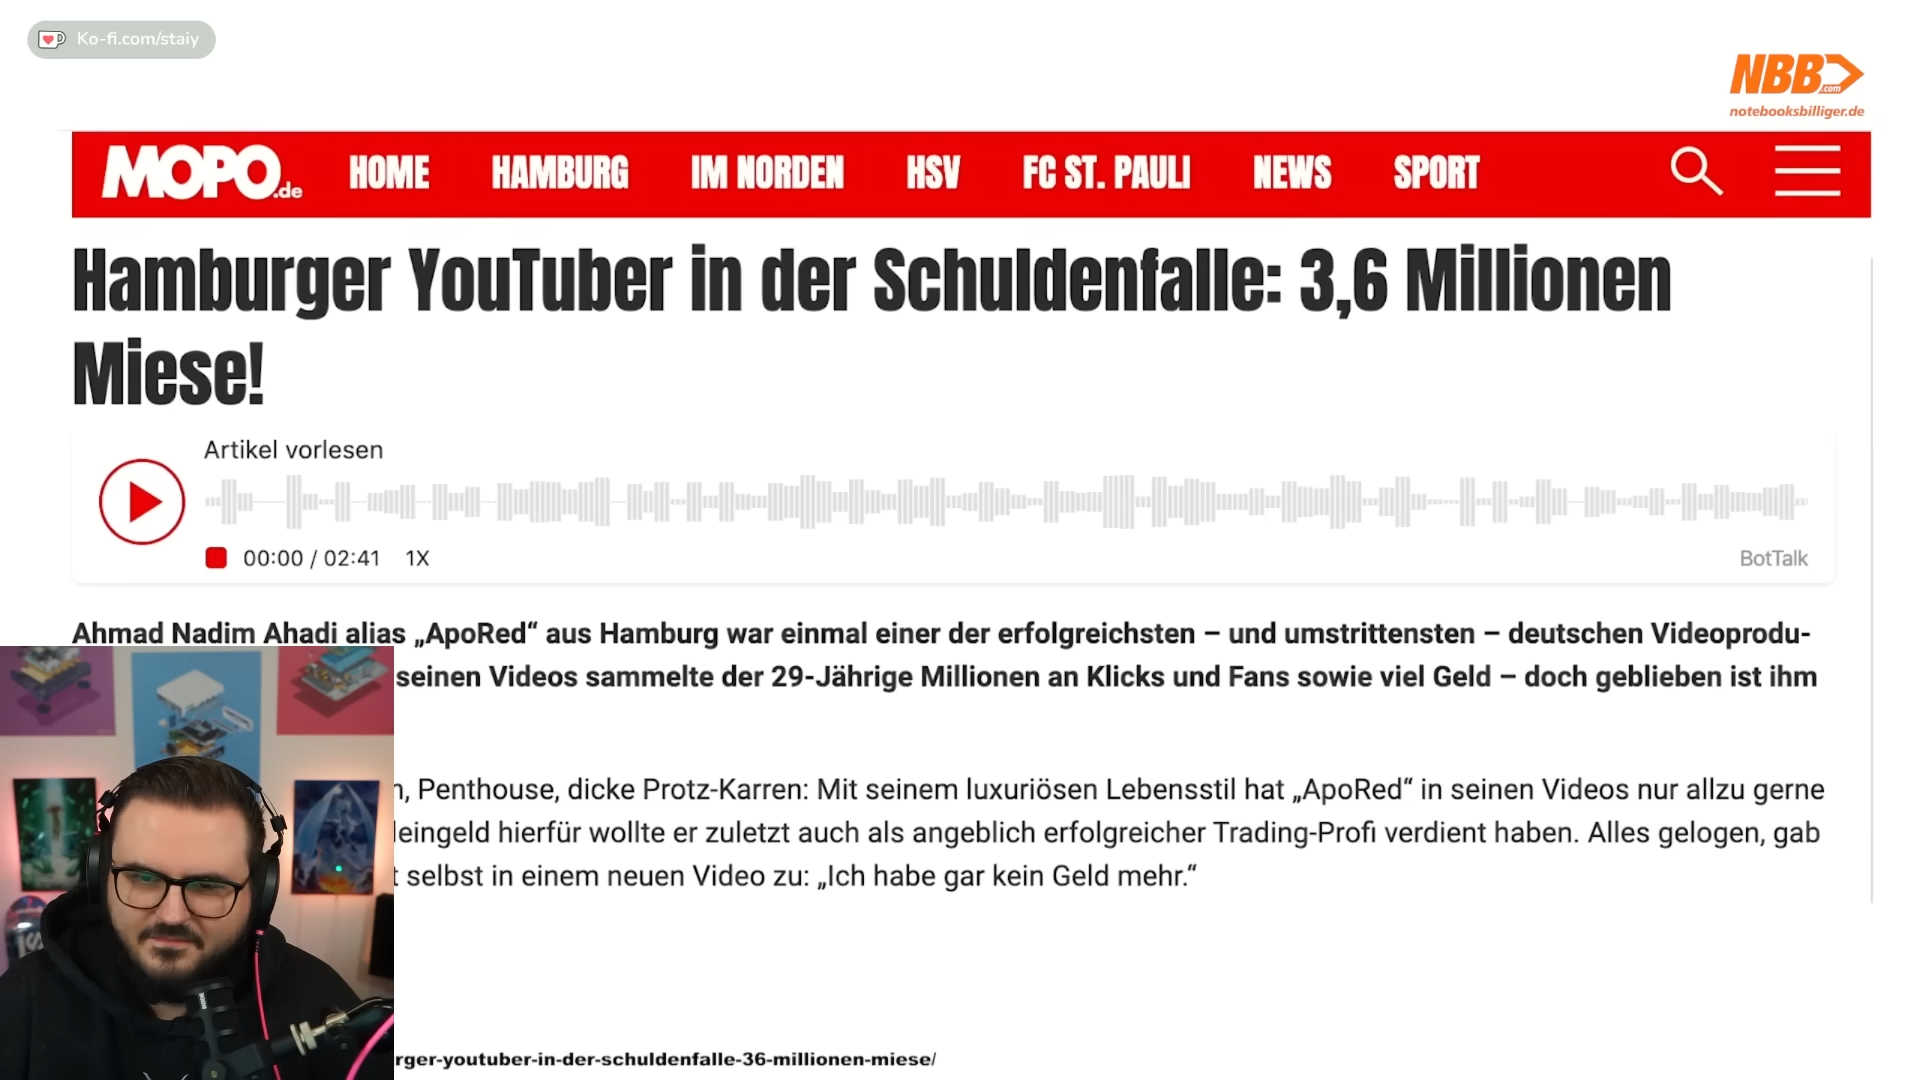 Ko-fi.com/staiy
NBB.com
notebooksbilliger.de
MOPO.de HOME HAMBURG IM NORDEN HSV FC ST. PAULI NEWS SPORT
Hamburger YouTuber in der Schuldenfalle: 3,6 Millionen
Miese!
Artikel vorlesen
00:00 / 02:41 1X
BotTalk
Ahmad Nadim Ahadi alias „ApoRed“ aus Hamburg war einmal einer der erfolgreichsten – und umstrittensten – deutschen Videoprodu-
seinen Videos sammelte der 29-Jährige Millionen an Klicks und Fans sowie viel Geld – doch geblieben ist ihm
, Penthouse, dicke Protz-Karren: Mit seinem luxuriösen Lebensstil hat „ApoRed“ in seinen Videos nur allzu gerne
leingeld hierfür wollte er zuletzt auch als angeblich erfolgreicher Trading-Profi verdient haben. Alles gelogen, gab
t selbst in einem neuen Video zu: „Ich habe gar kein Geld mehr.“
rger-youtuber-in-der-schuldenfalle-36-millionen-miese/